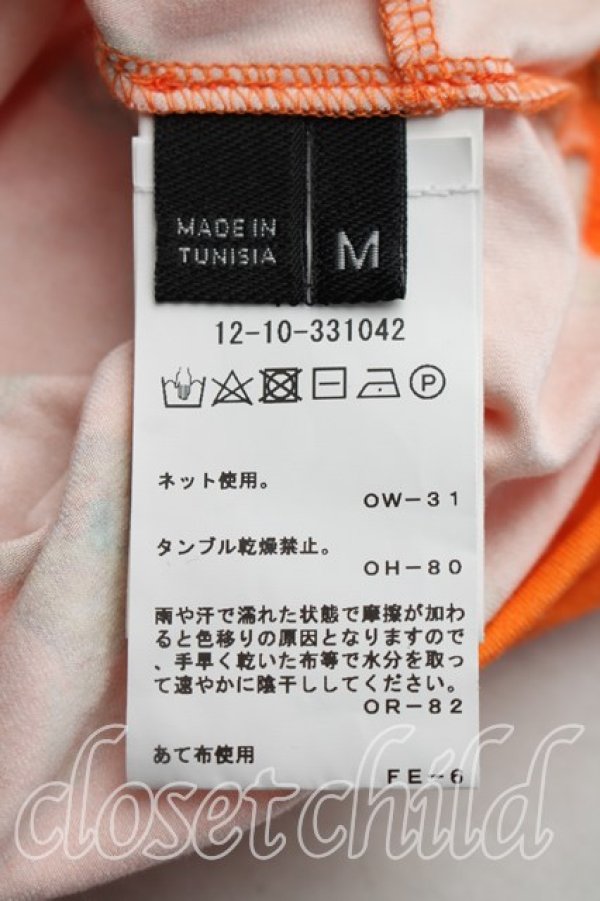 MADE IN
TUNISIA
M
12-10-331042
P
ネット使用。
OW-31
タンブル乾燥禁止。
OH-80
雨や汗で濡れた状態で摩擦が加わ
ると色移りの原因となりますので
、手早く乾いた布等で水分を取っ
て速やかに陰干ししてください。
OR-82
あて布使用
FE-6
closet child